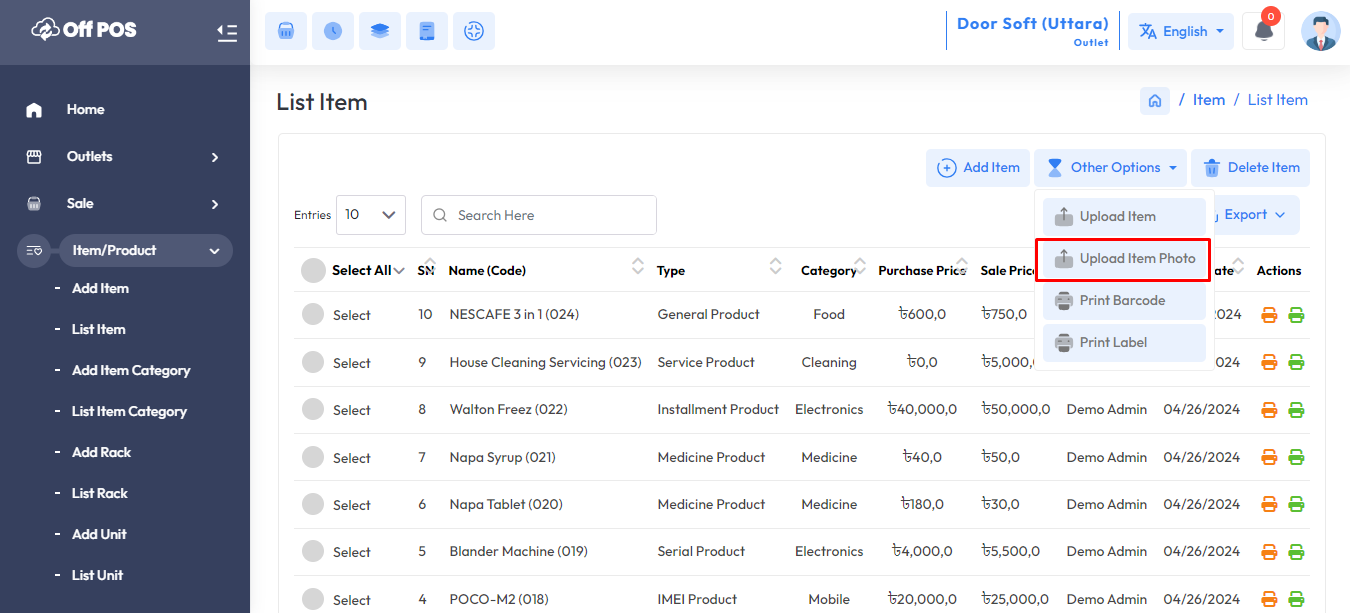 Off POS
Door Soft (Uttara)
Outlet
English
0
Home
Outlets
Sale
Item/Product
- Add Item
- List Item
- Add Item Category
- List Item Category
- Add Rack
- List Rack
- Add Unit
- List Unit
List Item
/ Item / List Item
Add Item Other Options Delete Item
Upload Item
Upload Item Photo
Print Barcode
Print Label
Entries 10 Search Here Export
Select All SN Name (Code) Type Category Purchase Price Sale Price Actions
Select 10 NESCAFE 3 in 1 (024) General Product Food ৳600,0 ৳750,0
Select 9 House Cleaning Servicing (023) Service Product Cleaning ৳0,0 ৳5,000,
Select 8 Walton Freez (022) Installment Product Electronics ৳40,000,0 ৳50,000,0 Demo Admin 04/26/2024
Select 7 Napa Syrup (021) Medicine Product Medicine ৳40,0 ৳50,0 Demo Admin 04/26/2024
Select 6 Napa Tablet (020) Medicine Product Medicine ৳180,0 ৳30,0 Demo Admin 04/26/2024
Select 5 Blander Machine (019) Serial Product Electronics ৳4,000,0 ৳5,500,0 Demo Admin 04/26/2024
Select 4 POCO-M2 (018) IMEI Product Mobile ৳20,000,0 ৳25,000,0 Demo Admin 04/26/2024